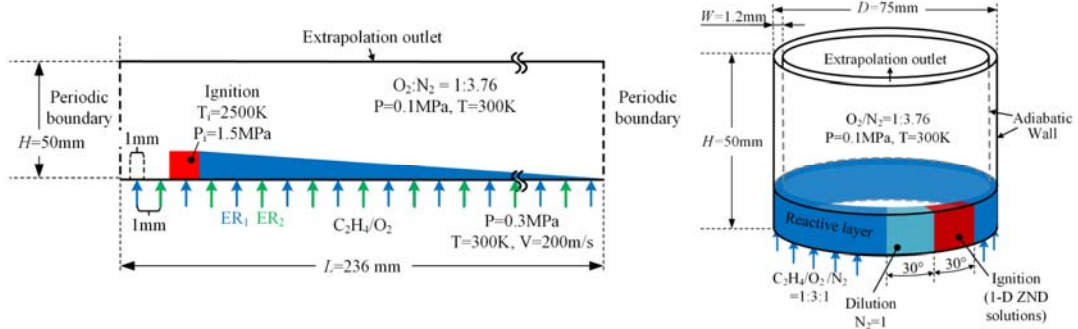 Extrapolation outlet
Periodic
boundary
H=50mm
1mm
Ignition
Tᵢ=2500K
Pᵢ=1.5MPa
O₂:N₂ = 1:3.76
P=0.1MPa, T=300K
Periodic
boundary
1mm
ER₁
ER₂
C₂H₄/O₂
P=0.3MPa
T=300K, V=200m/s
L=236 mm
W=1.2mm
D=75mm
Extrapolation outlet
O₂/N₂=1:3.76
P=0.1MPa, T=300K
H=50mm
Adiabatic
Wall
Reactive layer
C₂H₄/O₂/N₂
=1:3:1
30°
30°
Dilution
N₂=1
Ignition
(1-D ZND
solutions)